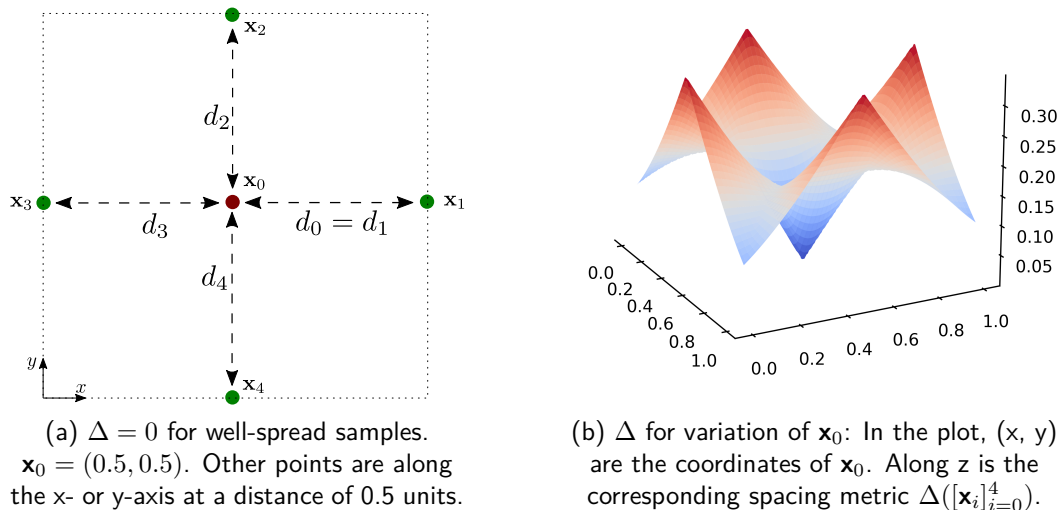 x₂
d₂
x₀
x₃
x₁
d₃
d₀ = d₁
d₄
y
x
x₄
(a) Δ = 0 for well-spread samples.
x₀ = (0.5, 0.5). Other points are along
the x- or y-axis at a distance of 0.5 units.
0.30
0.25
0.20
0.15
0.10
0.05
0.0
0.2
0.4
0.6
0.8
1.0
0.0
0.2
0.4
0.6
0.8
1.0
(b) Δ for variation of x₀: In the plot, (x, y)
are the coordinates of x₀. Along z is the
corresponding spacing metric Δ([xᵢ]⁴ᵢ₌₀).